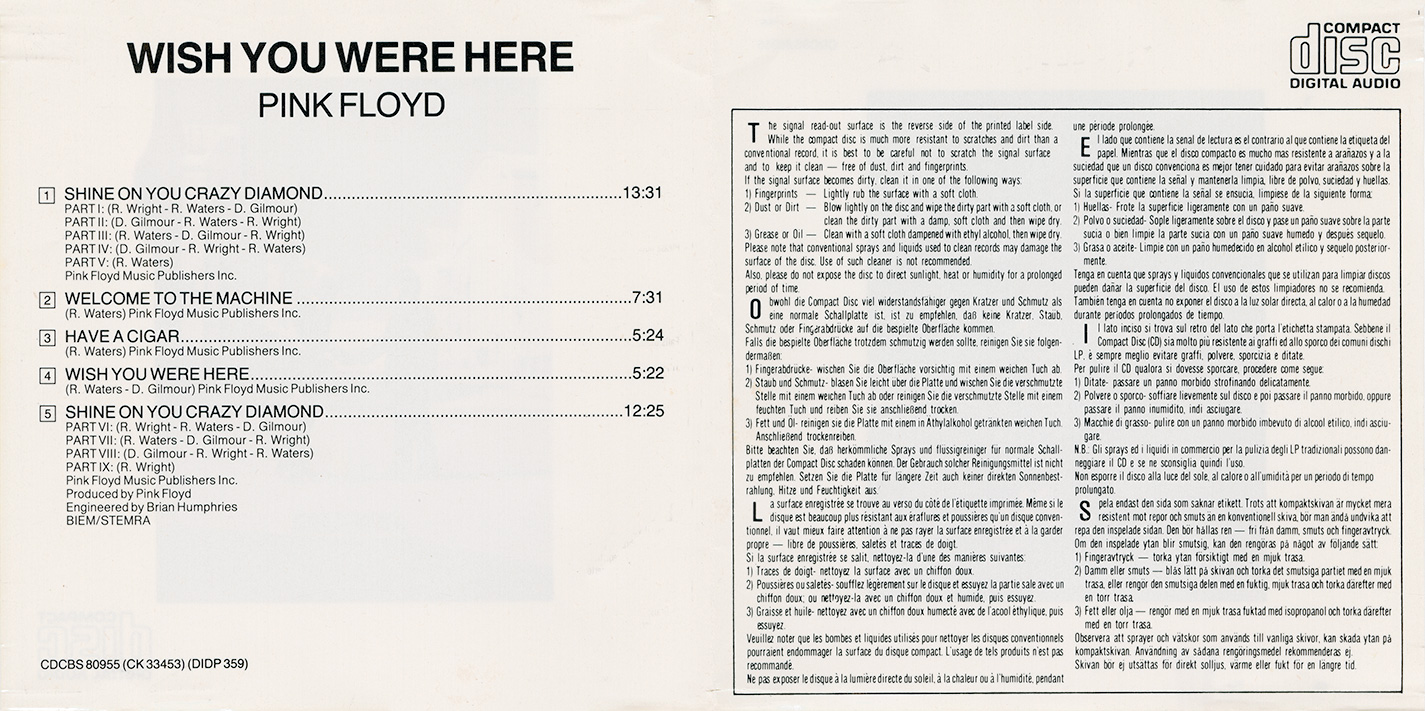 WISH YOU WERE HERE
PINK FLOYD
1 SHINE ON YOU CRAZY DIAMOND........13:31
PART I: (R. Wright - R. Waters - D. Gilmour)
PART II: (D. Gilmour - R. Waters - R. Wright)
PART III: (R. Waters - D. Gilmour - R. Wright)
PART IV: (D. Gilmour - R. Wright - R. Waters)
PART V: (R. Waters)
Pink Floyd Music Publishers Inc.
2 WELCOME TO THE MACHINE ........7:31
(R. Waters) Pink Floyd Music Publishers Inc.
3 HAVE A CIGAR........5:24
(R. Waters) Pink Floyd Music Publishers Inc.
4 WISH YOU WERE HERE........5:22
(R. Waters - D. Gilmour) Pink Floyd Music Publishers Inc.
5 SHINE ON YOU CRAZY DIAMOND........12:25
PART VI: (R. Wright - R. Waters - D. Gilmour)
PART VII: (R. Waters - D. Gilmour - R. Wright)
PART VIII: (D. Gilmour - R. Wright - R. Waters)
PART IX: (R. Wright)
Pink Floyd Music Publishers Inc.
Produced by Pink Floyd
Engineered by Brian Humphries
BIEM/STEMRA
CDCBS 80955 (CK 33453) (DIDP 359)
COMPACT
disc
DIGITAL AUDIO
The signal read-out surface is the reverse side of the printed label side.
While the compact disc is much more resistant to scratches and dirt than a
conventional record, it is best to be careful not to scratch the signal surface
and to keep it clean — free of dust, dirt and fingerprints.
If the signal surface becomes dirty, clean it in one of the following ways:
1) Fingerprints — Lightly rub the surface with a soft cloth.
2) Dust or Dirt — Blow lightly on the disc and wipe the dirty part with a soft cloth, or
clean the dirty part with a damp, soft cloth and then wipe dry.
3) Grease or Oil — Clean with a soft cloth dampened with ethyl alcohol, then wipe dry.
Please note that conventional sprays and liquids used to clean records may damage the
surface of the disc. Use of such cleaner is not recommended.
Also, please do not expose the disc to direct sunlight, heat or humidity for a prolonged
period of time.
Obwohl die Compact Disc viel widerstandsfähiger gegen Kratzer und Schmutz als
eine normale Schallplatte ist, ist zu empfehlen, daß keine Kratzer, Staub,
Schmutz oder Fingerabdrücke auf die bespielte Oberfläche kommen.
Falls die bespielte Oberfläche trotzdem schmutzig werden sollte, reinigen Sie sie folgen-
dermaßen:
1) Fingerabdrücke- wischen Sie die Oberfläche vorsichtig mit einem weichen Tuch ab.
2) Staub und Schmutz- blasen Sie leicht über die Platte und wischen Sie die verschmutzte
Stelle mit einem weichen Tuch ab oder reinigen Sie die verschmutzte Stelle mit einem
feuchten Tuch und reiben Sie sie anschließend trocken.
3) Fett und Öl- reinigen sie die Platte mit einem in Athylalkohol getränkten weichen Tuch.
Anschließend trockenreiben.
Bitte beachten Sie, daß herkömmliche Sprays und flüssigreiniger für normale Schall-
platten der Compact Disc schaden können. Der Gebrauch solcher Reinigungsmittel ist nicht
zu empfehlen. Setzen Sie die Platte für längere Zeit auch keiner direkten Sonnenbest-
rahlung, Hitze und Feuchtigkeit aus.
La surface enregistrée se trouve au verso du côté de l'étiquette imprimée. Même si le
disque est beaucoup plus résistant aux éraflures et poussières qu'un disque conven-
tionnel, il vaut mieux faire attention à ne pas rayer la surface enregistrée et à la garder
propre — libre de poussières, saletés et traces de doigt.
Si la surface enregistrée se salit, nettoyez-la d'une des manières suivantes:
1) Traces de doigt- nettoyez la surface avec un chiffon doux.
2) Poussières ou saletés- soufflez légèrement sur le disque et essuyez la partie sale avec un
chiffon doux; ou nettoyez-la avec un chiffon doux et humide, puis essuyez.
3) Graisse et huile- nettoyez avec un chiffon doux humecté avec de l'acool éthylique, puis
essuyez.
Veuillez noter que les bombes et liquides utilisés pour nettoyer les disques conventionnels
pourraient endommager la surface du disque compact. L'usage de tels produits n'est pas
recommandé.
Ne pas exposer le disque à la lumière directe du soleil, à la chaleur ou à l'humidité, pendant
une période prolongée.
El lado que contiene la senal de lectura es el contrario al que contiene la etiqueta del
papel. Mientras que el disco compacto es mucho mas resistente a arañazos y a la
suciedad que un disco convenciona es mejor tener cuidado para evitar arañazos sobre la
superficie que contiene la señal y mantenerla limpia, libre de polvo, suciedad y huellas.
Si la superficie que contiene la señal se ensucia, limpiese de la siguiente forma:
1) Huellas- Frote la superficie ligeramente con un paño suave.
2) Polvo o suciedad- Sople ligeramente sobre el disco y pase un paño suave sobre la parte
sucia o bien limpie la parte sucia con un paño suave humedo y después sequelo.
3) Grasa o aceite- Limpie con un paño humedecido en alcohol etilico y sequelo posterior-
mente.
Tenga en cuenta que sprays y liquidos convencionales que se utilizan para limpiar discos
pueden dañar la superficie del disco. El uso de estos limpiadores no se recomienda.
También tenga en cuenta no exponer el disco a la luz solar directa, al calor o a la humedad
durante periodos prolongados de tiempo.
Il lato inciso si trova sul retro del lato che porta l'etichetta stampata. Sebbene il
Compact Disc (CD) sia molto più resistente ai graffi ed allo sporco dei comuni dischi
LP, è sempre meglio evitare graffi, polvere, sporcizia e ditate.
Per pulire il CD qualora si dovesse sporcare, procedere come segue:
1) Ditate- passare un panno morbido strofinando delicatamente.
2) Polvere o sporco- soffiare lievemente sul disco e poi passare il panno morbido, oppure
passare il panno inumidito, indi asciugare.
3) Macchie di grasso- pulire con un panno morbido imbevuto di alcool etilico, indi asciu-
gare.
N.B.: Gli sprays ed i liquidi in commercio per la pulizia degli LP tradizionali possono dan-
neggiare il CD e se ne sconsiglia quindi l'uso.
Non esporre il disco alla luce del sole, al calore o all'umidità per un periodo di tempo
prolungato.
Spela endast den sida som saknar etikett. Trots att kompaktskivan är mycket mera
resistent mot repor och smuts än en konventionell skiva, bör man ändå undvika att
repa den inspelade sidan. Den bör hållas ren — fri från damm, smuts och fingeravtryck.
Om den inspelade ytan blir smutsig, kan den rengöras på något av följande sätt:
1) Fingeravtryck — torka ytan försiktigt med en mjuk trasa.
2) Damm eller smuts — blås lätt på skivan och torka det smutsiga partiet med en mjuk
trasa, eller rengör den smutsiga delen med en fuktig, mjuk trasa och torka därefter med
en torr trasa.
3) Fett eller olja — rengör med en mjuk trasa fuktad med isopropanol och torka därefter
med en torr trasa.
Observera att sprayer och vätskor som används till vanliga skivor, kan skada ytan på
kompaktskivan. Användning av sådana rengöringsmedel rekommenderas ej.
Skivan bör ej utsättas för direkt solljus, värme eller fukt för en längre tid.